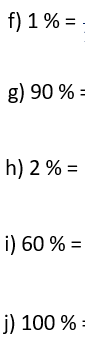 f) 1 % =
g) 90 % =
h) 2 % =
i) 60 % =
j) 100 % =